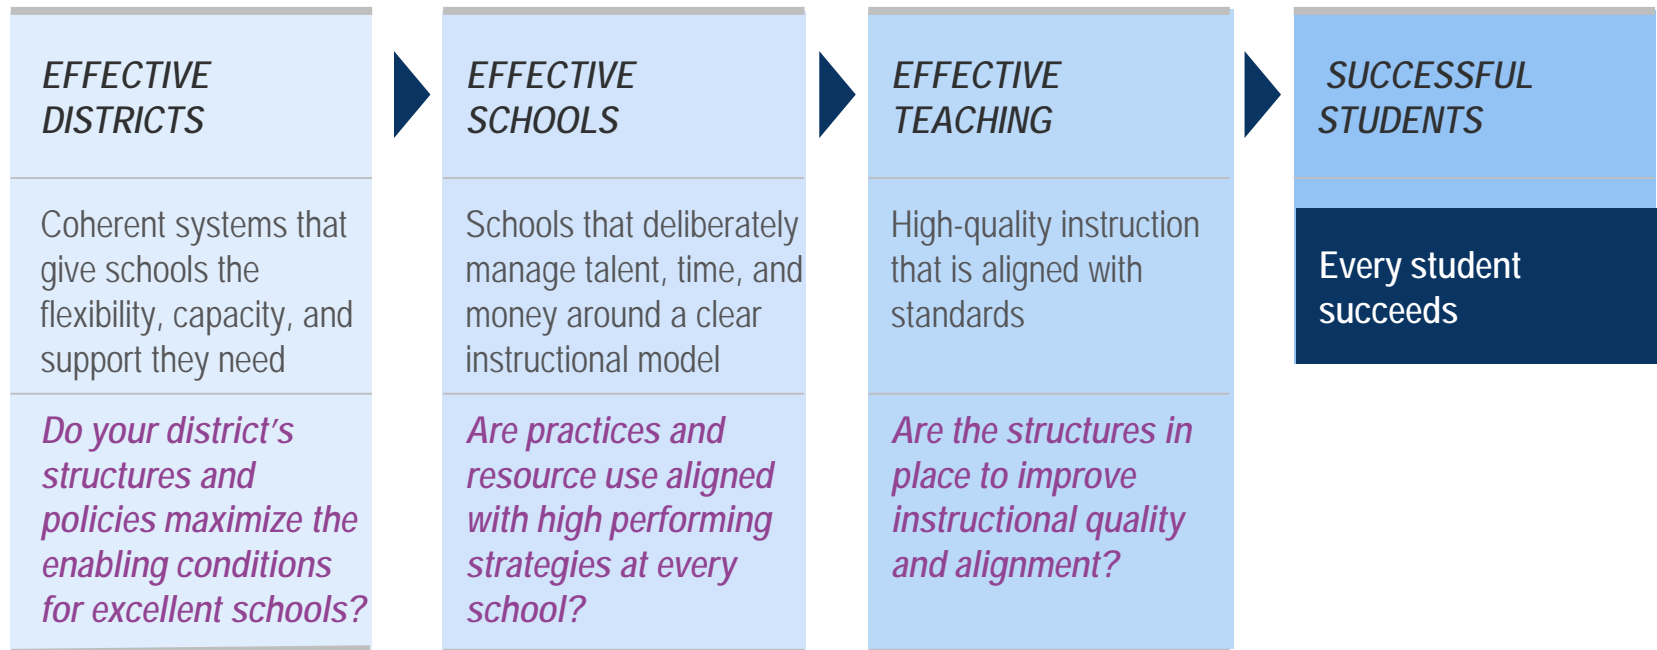 EFFECTIVE
DISTRICTS
Coherent systems that
give schools the
flexibility, capacity, and
support they need
Do your district's
structures and
policies maximize the
enabling conditions
for excellent schools?
EFFECTIVE
SCHOOLS
Schools that deliberately
manage talent, time, and
money around a clear
instructional model
Are practices and
resource use aligned
with high performing
strategies at every
school?
EFFECTIVE
TEACHING
High-quality instruction
that is aligned with
standards
Are the structures in
place to improve
instructional quality
and alignment?
SUCCESSFUL
STUDENTS
Every student
succeeds